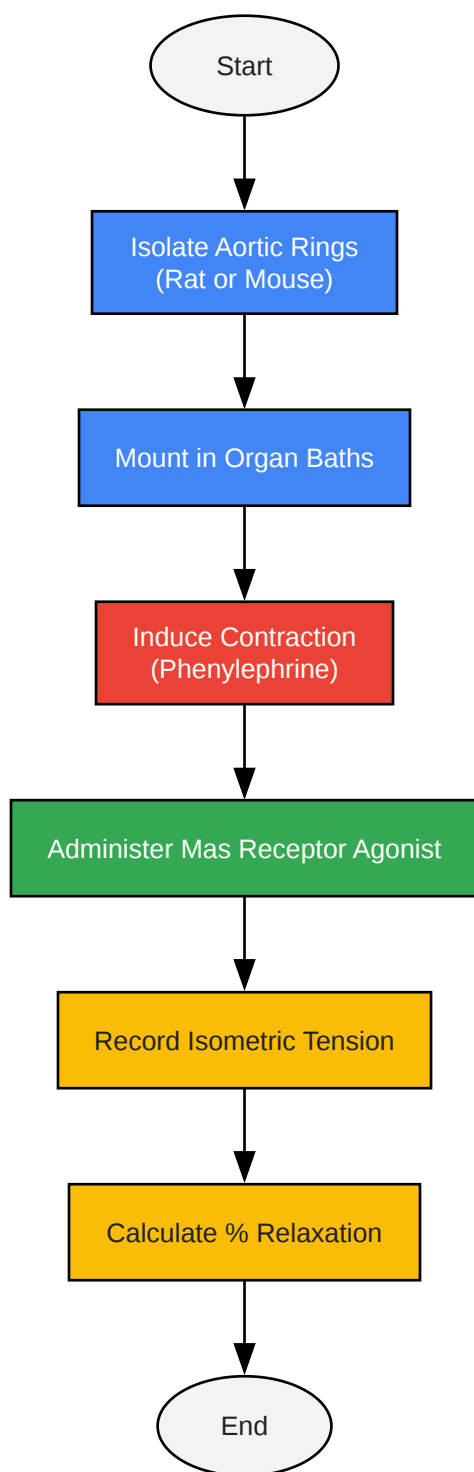 Start
Isolate Aortic Rings
(Rat or Mouse)
Mount in Organ Baths
Induce Contraction
(Phenylephrine)
Administer Mas Receptor Agonist
Record Isometric Tension
Calculate % Relaxation
End